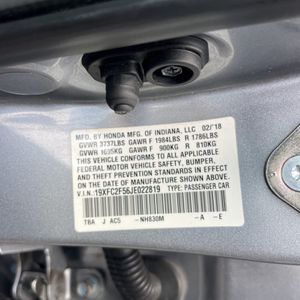 MFD. BY HONDA MFG. OF INDIANA, LLC 02/'18
GVWR 3737LBS GAWR F 1984LBS R 1786LBS
GVWR 1695KG GAWR F 900KG R 810KG
THIS VEHICLE CONFORMS TO ALL APPLICABLE
FEDERAL MOTOR VEHICLE SAFETY, BUMPER,
AND THEFT PREVENTION STANDARDS IN
EFFECT ON THE DATE OF MANUFACTURE
SHOWN ABOVE.
V.I.N.:19XFC2F56JE022819 TYPE: PASSENGER CAR
TBA J AC5 -NH830M -A -E